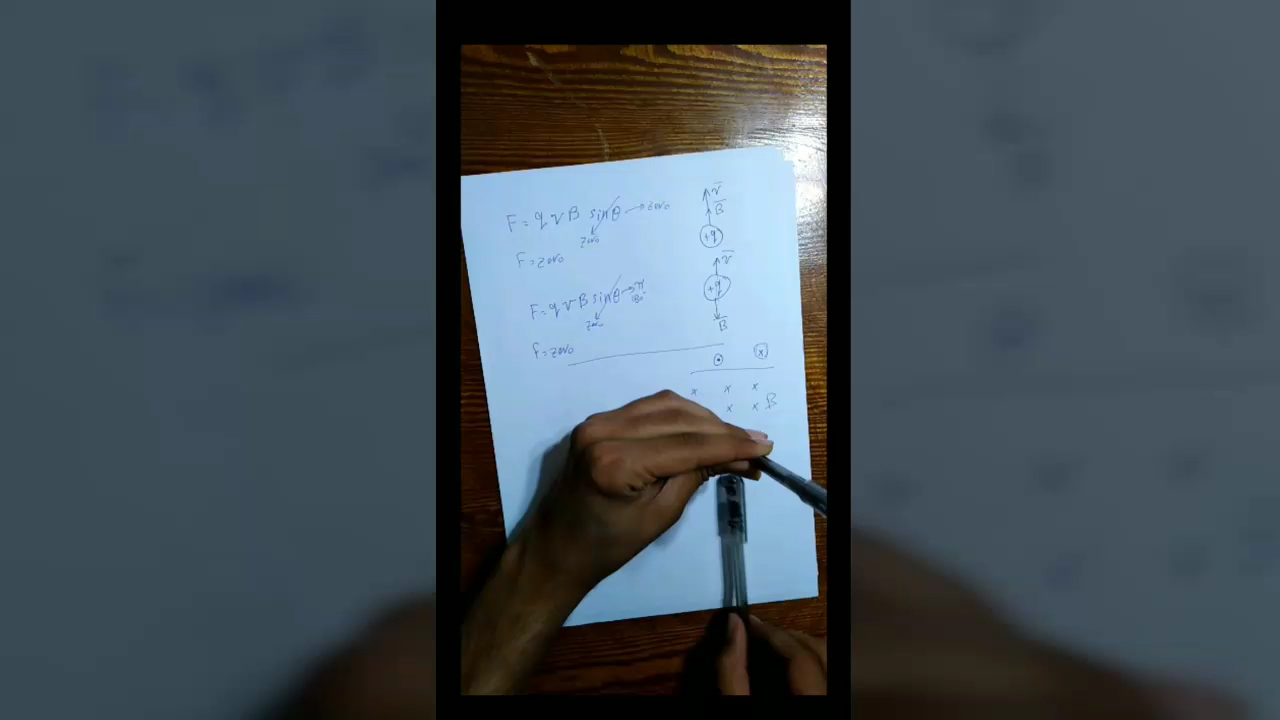 F = q v B sinθ → zero
zero
F = zero
F = q v B sinθ → π
180°
zero
f = zero
v
B
+q
v
+q
B
x
x x x
x x B